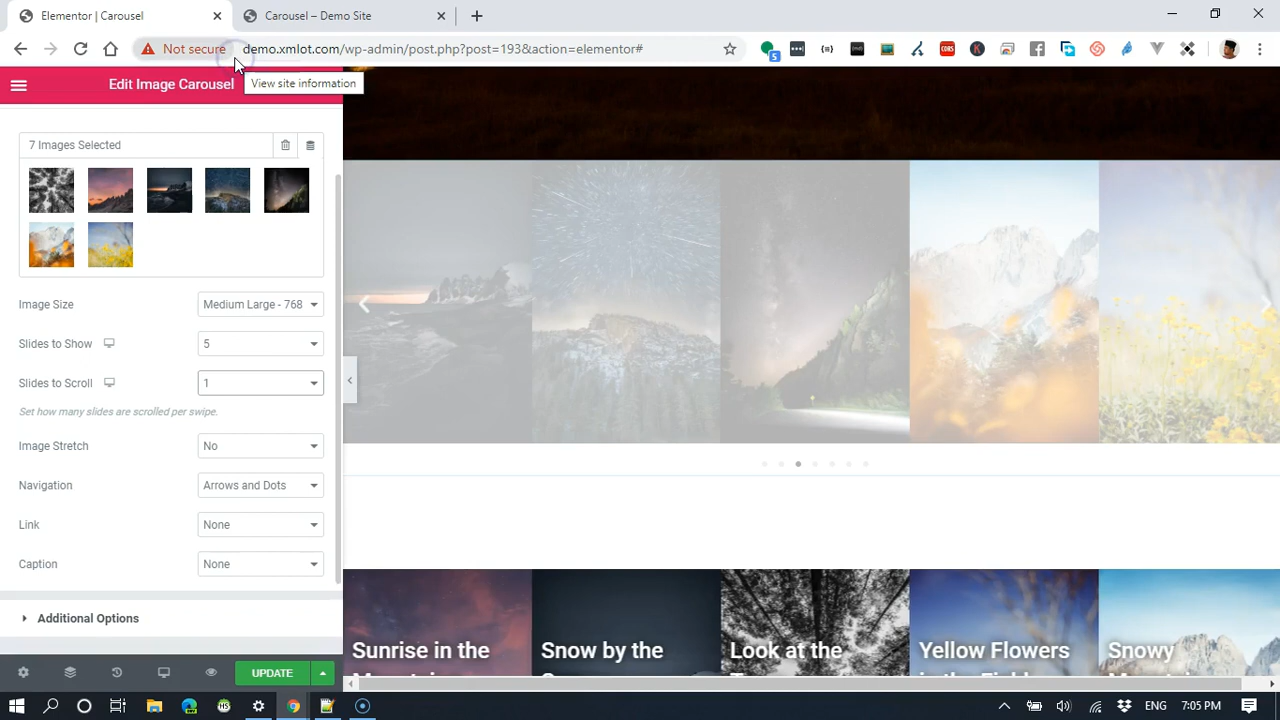 Elementor | Carousel
Carousel – Demo Site
Not secure
demo.xmlot.com/wp-admin/post.php?post=193&action=elementor#
S
CORS
K
Edit Image Carousel
View site information
7 Images Selected
Image Size
Medium Large - 768
Slides to Show
5
Slides to Scroll
1
Set how many slides are scrolled per swipe.
Image Stretch
No
Navigation
Arrows and Dots
Link
None
Caption
None
Additional Options
UPDATE
Sunrise in the
Snow by the
Look at the
Yellow Flowers
in the Field
Snowy
ENG
7:05 PM